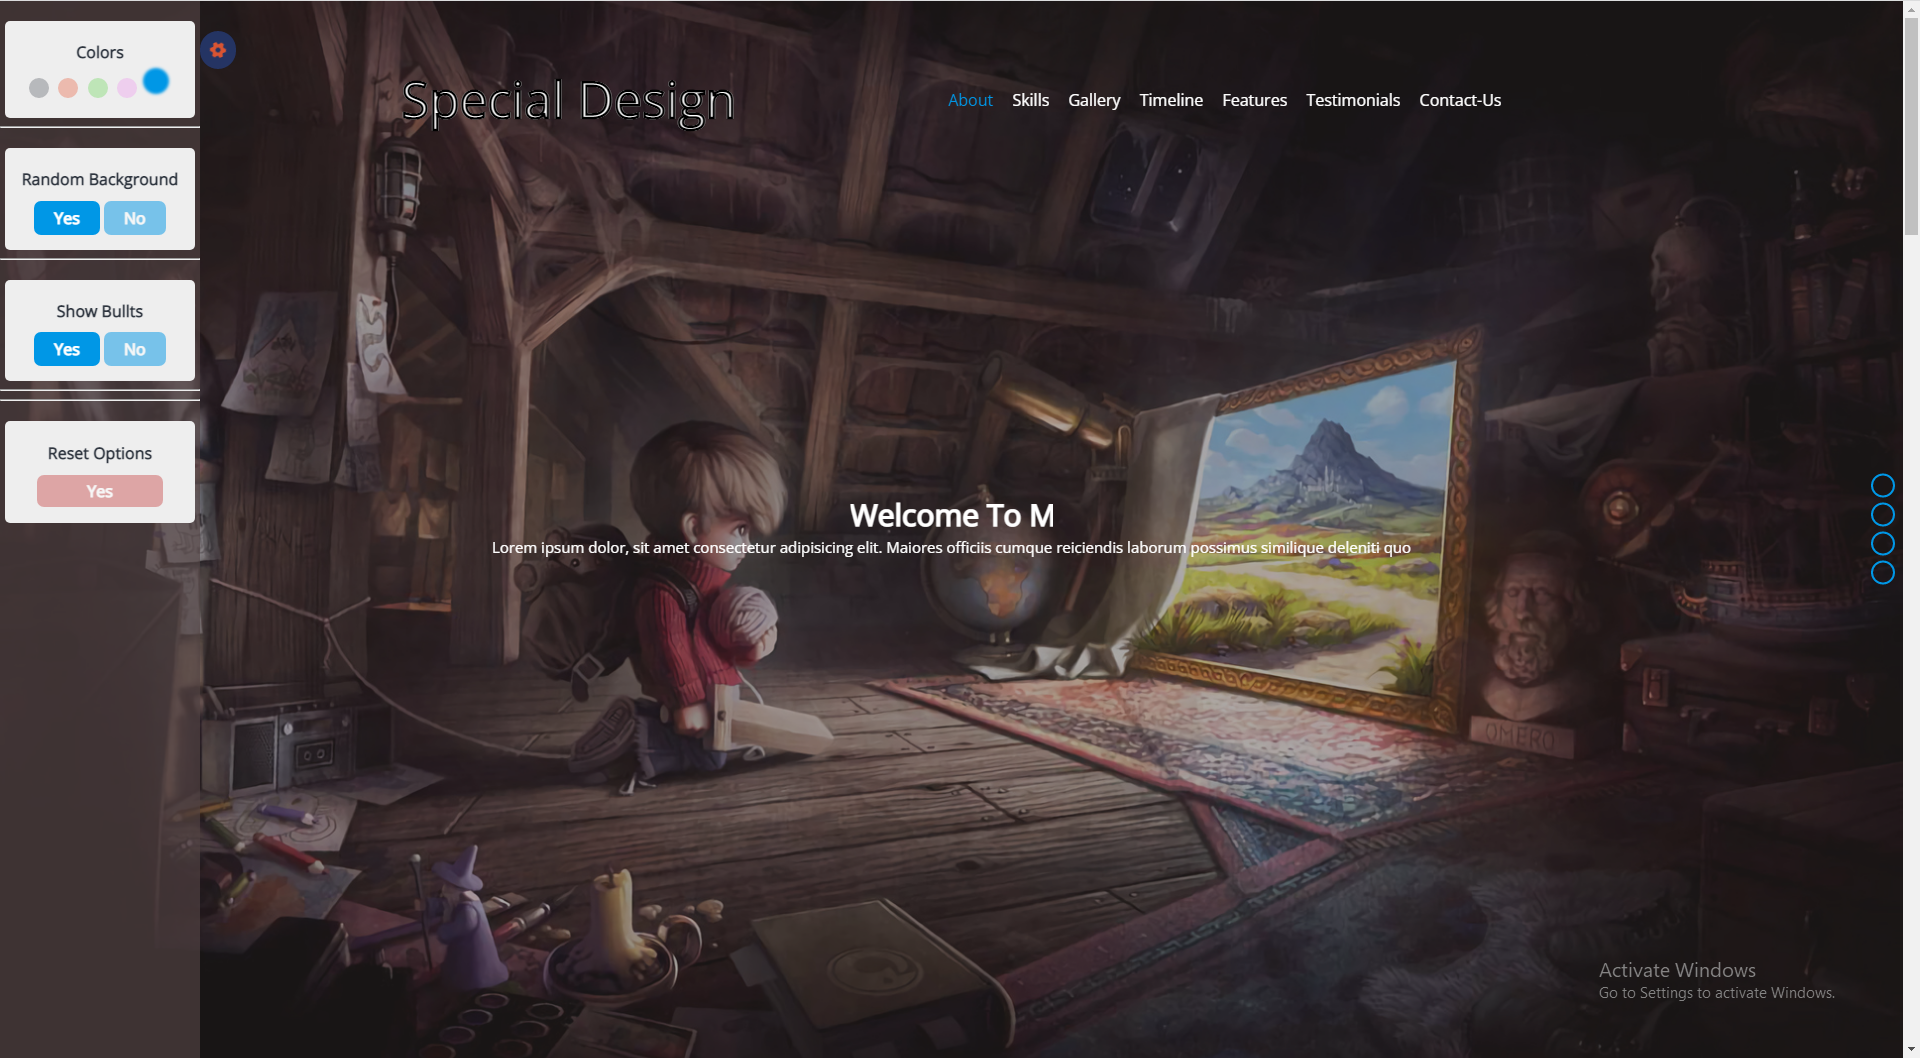 Colors
Random Background
Yes No
Show Bullts
Yes No
Reset Options
Yes
Special Design
About Skills Gallery Timeline Features Testimonials Contact-Us
Welcome To M
Lorem ipsum dolor, sit amet consectetur adipisicing elit. Maiores officiis cumque reiciendis laborum possimus similique deleniti quo
OMERO
Activate Windows
Go to Settings to activate Windows.